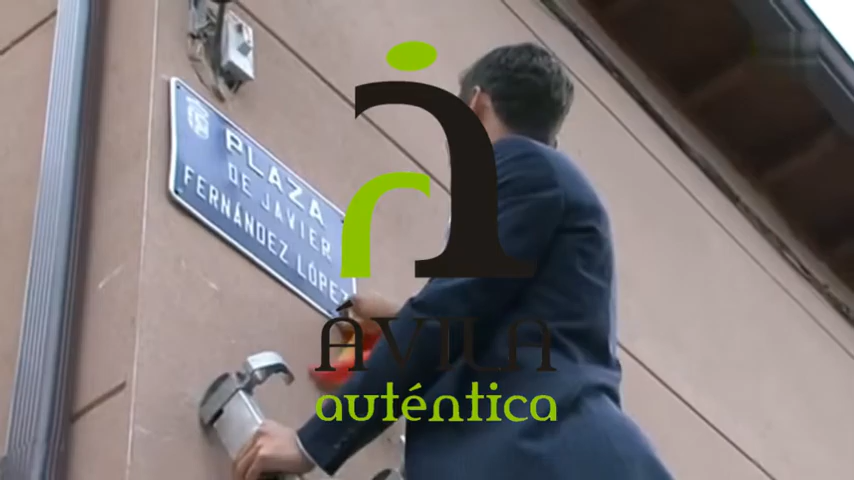 PLAZA
DE JAVIER
FERNÁNDEZ LÓPEZ
ÁVILA
auténtica